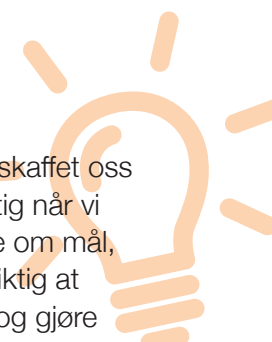 skaffet oss
tig når vi
e om mål,
iktig at
og gjøre